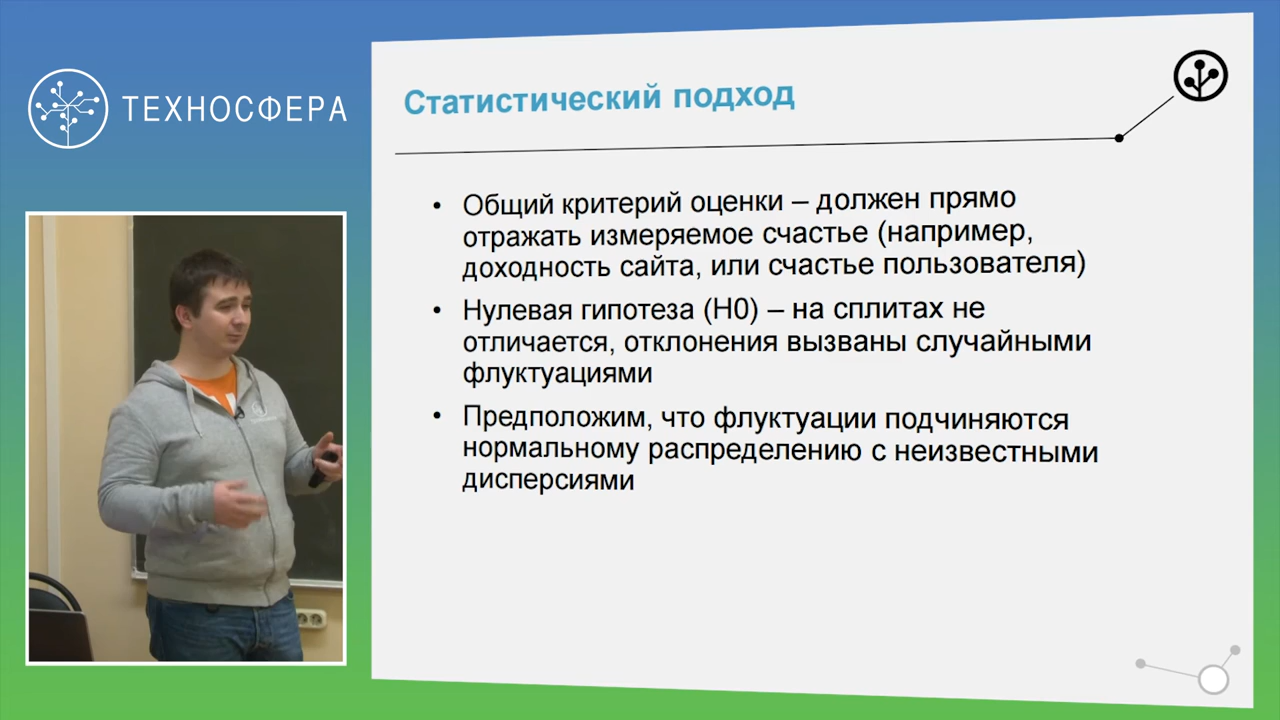 ТЕХНОСФЕРА
Статистический подход
• Общий критерий оценки – должен прямо
отражать измеряемое счастье (например,
доходность сайта, или счастье пользователя)
• Нулевая гипотеза (H0) – на сплитах не
отличается, отклонения вызваны случайными
флуктуациями
• Предположим, что флуктуации подчиняются
нормальному распределению с неизвестными
дисперсиями